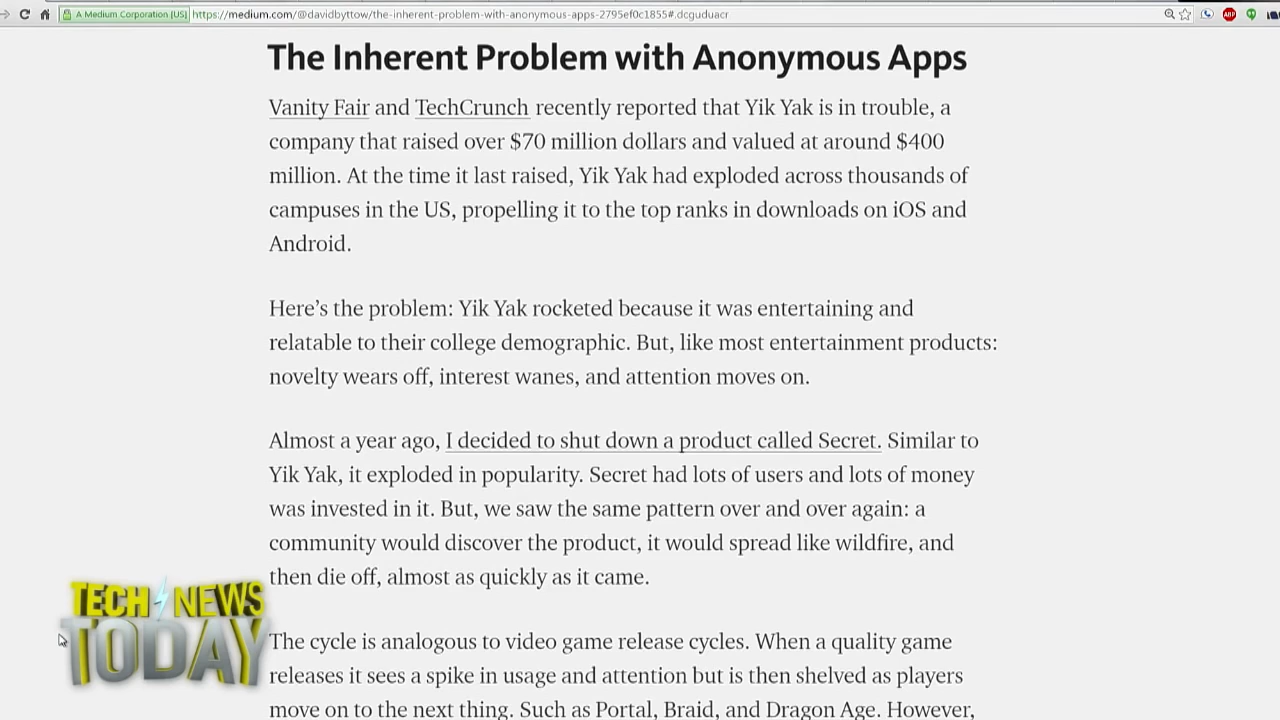 A Medium Corporation [US] https://medium.com/@davidbyttow/the-inherent-problem-with-anonymous-apps-2795ef0c1855#.dcguduacr
ABP
The Inherent Problem with Anonymous Apps
Vanity Fair and TechCrunch recently reported that Yik Yak is in trouble, a
company that raised over $70 million dollars and valued at around $400
million. At the time it last raised, Yik Yak had exploded across thousands of
campuses in the US, propelling it to the top ranks in downloads on iOS and
Android.
Here’s the problem: Yik Yak rocketed because it was entertaining and
relatable to their college demographic. But, like most entertainment products:
novelty wears off, interest wanes, and attention moves on.
Almost a year ago, I decided to shut down a product called Secret. Similar to
Yik Yak, it exploded in popularity. Secret had lots of users and lots of money
was invested in it. But, we saw the same pattern over and over again: a
community would discover the product, it would spread like wildfire, and
then die off, almost as quickly as it came.
TECH NEWS
TODAY
The cycle is analogous to video game release cycles. When a quality game
releases it sees a spike in usage and attention but is then shelved as players
move on to the next thing. Such as Portal, Braid, and Dragon Age. However,